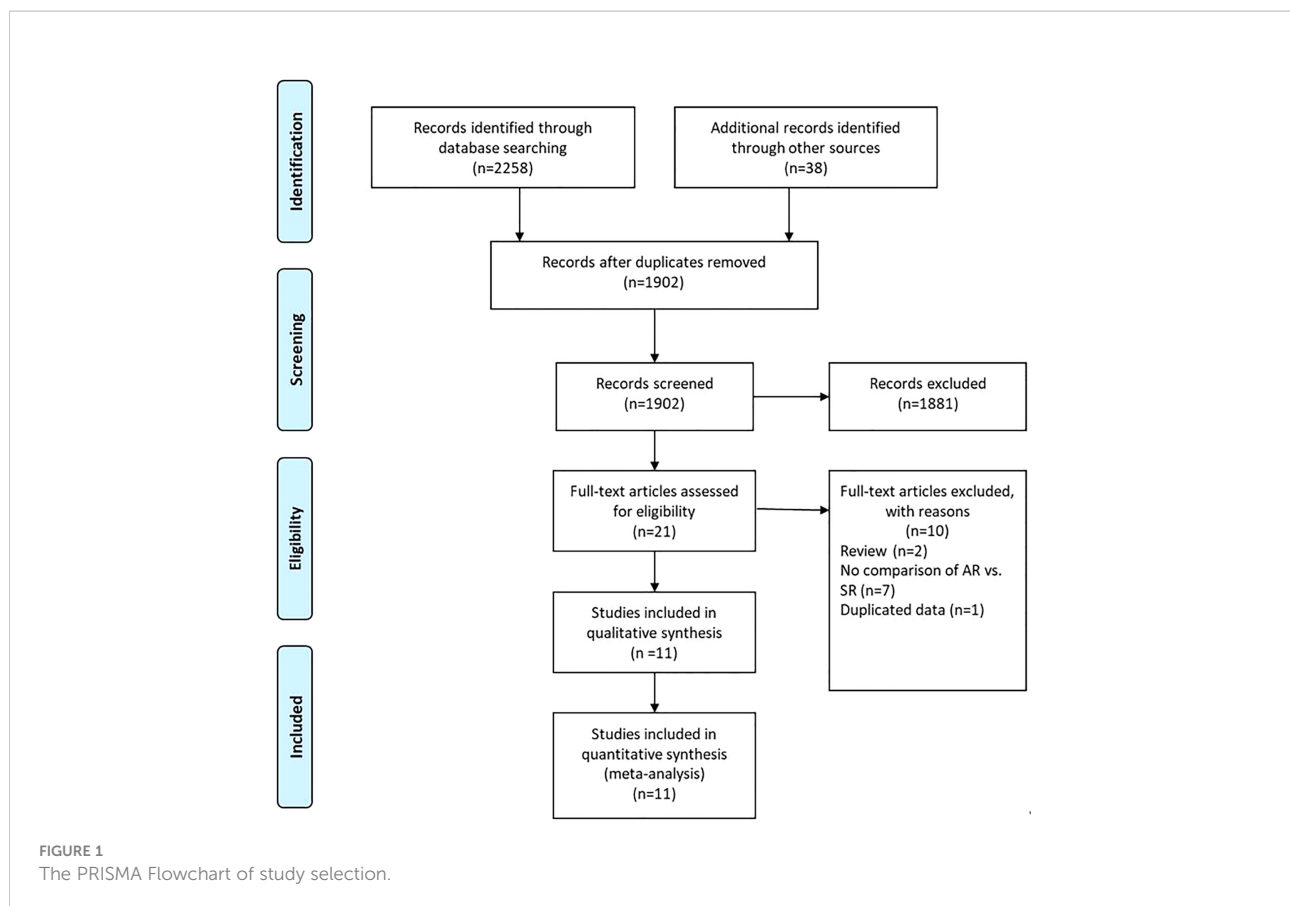 Identification
Records identified through
database searching
(n=2258)
Additional records identified
through other sources
(n=38)
Records after duplicates removed
(n=1902)
Screening
Records screened
(n=1902)
Records excluded
(n=1881)
Eligibility
Full-text articles assessed
for eligibility
(n=21)
Full-text articles excluded,
with reasons
(n=10)
Review (n=2)
No comparison of AR vs.
SR (n=7)
Duplicated data (n=1)
Studies included in
qualitative synthesis
(n =11)
Included
Studies included in
quantitative synthesis
(meta-analysis)
(n=11)
FIGURE 1
The PRISMA Flowchart of study selection.